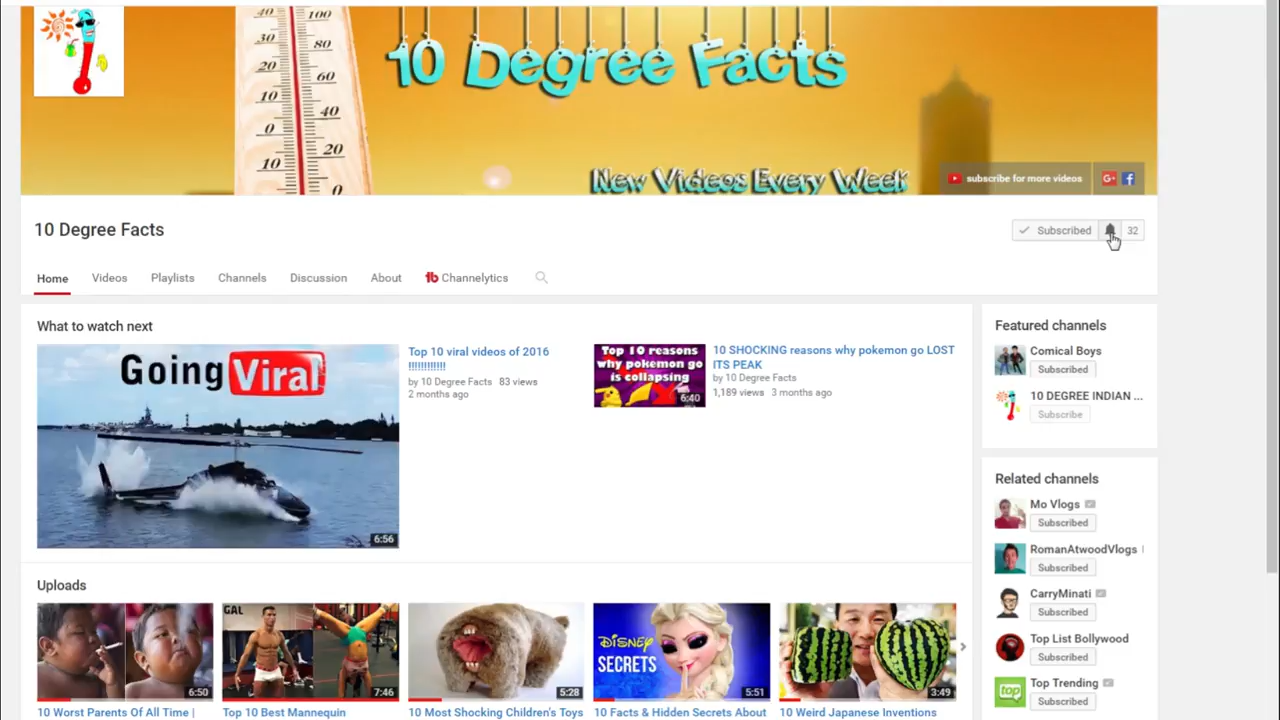 40 100
30
80
20
60
10
40
0
20
10
0
10 Degree Facts
New Videos Every Week
subscribe for more videos
G+ f
10 Degree Facts
Subscribed 32
Home Videos Playlists Channels Discussion About tb Channelytics
What to watch next
Going Viral
6:56
Top 10 viral videos of 2016
!!!!!!!!!!!!
by 10 Degree Facts 83 views
2 months ago
Top 10 reasons
why pokemon go
is collapsing
6:40
10 SHOCKING reasons why pokemon go LOST
ITS PEAK
by 10 Degree Facts
1,189 views 3 months ago
Featured channels
Comical Boys
Subscribed
10 DEGREE INDIAN ...
Subscribe
Related channels
Mo Vlogs
Subscribed
RomanAtwoodVlogs
Subscribed
CarryMinati
Subscribed
Top List Bollywood
Subscribed
top
Top Trending
Subscribed
Uploads
6:50
10 Worst Parents Of All Time |
GAL
7:46
Top 10 Best Mannequin
5:28
10 Most Shocking Children's Toys
DISNEY
SECRETS
5:51
10 Facts & Hidden Secrets About
3:49
10 Weird Japanese Inventions